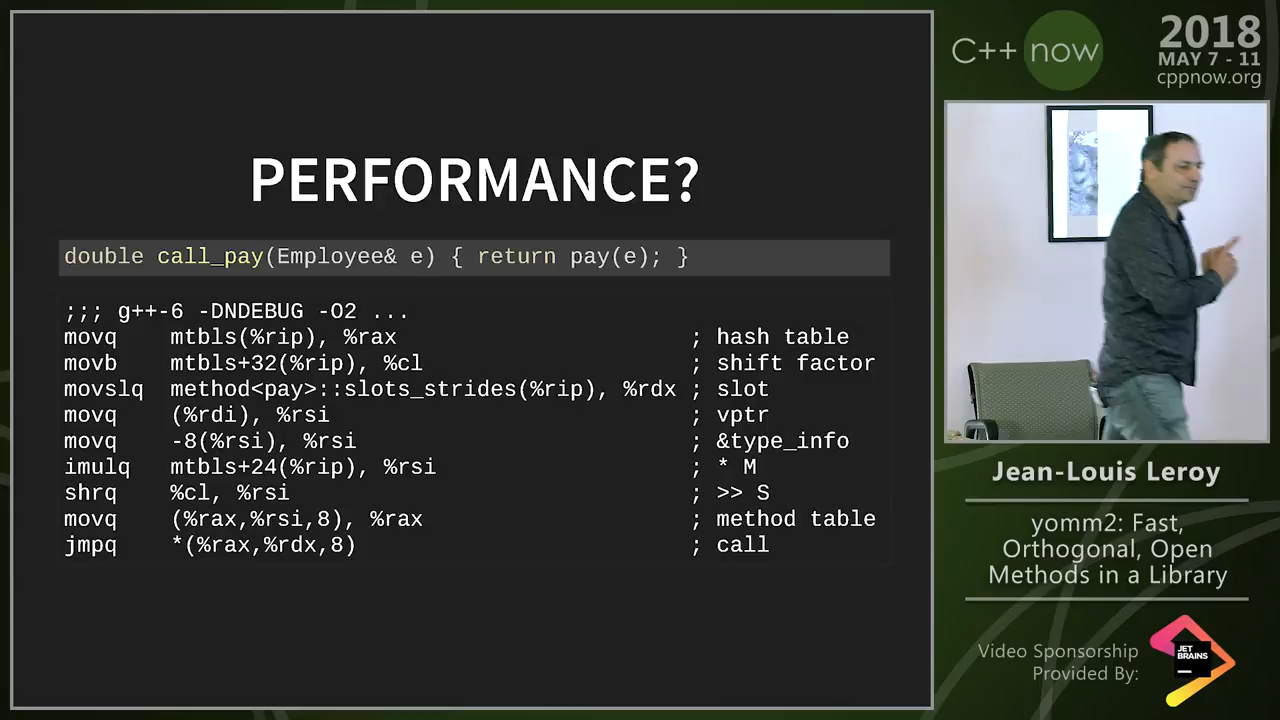 PERFORMANCE?
double call_pay(Employee& e) { return pay(e); }
;;; g++-6 -DNDEBUG -O2 ...
movq    mtbls(%rip), %rax                       ; hash table
movb    mtbls+32(%rip), %cl                     ; shift factor
movslq  method<pay>::slots_strides(%rip), %rdx ; slot
movq    (%rdi), %rsi                            ; vptr
movq    -8(%rsi), %rsi                          ; &type_info
imulq   mtbls+24(%rip), %rsi                    ; * M
shrq    %cl, %rsi                               ; >> S
movq    (%rax,%rsi,8), %rax                     ; method table
jmpq    *(%rax,%rdx,8)                          ; call
C++ now
2018
MAY 7 - 11
cppnow.org
Jean-Louis Leroy
yomm2: Fast,
Orthogonal, Open
Methods in a Library
Video Sponsorship
Provided By:
JET
BRAINS